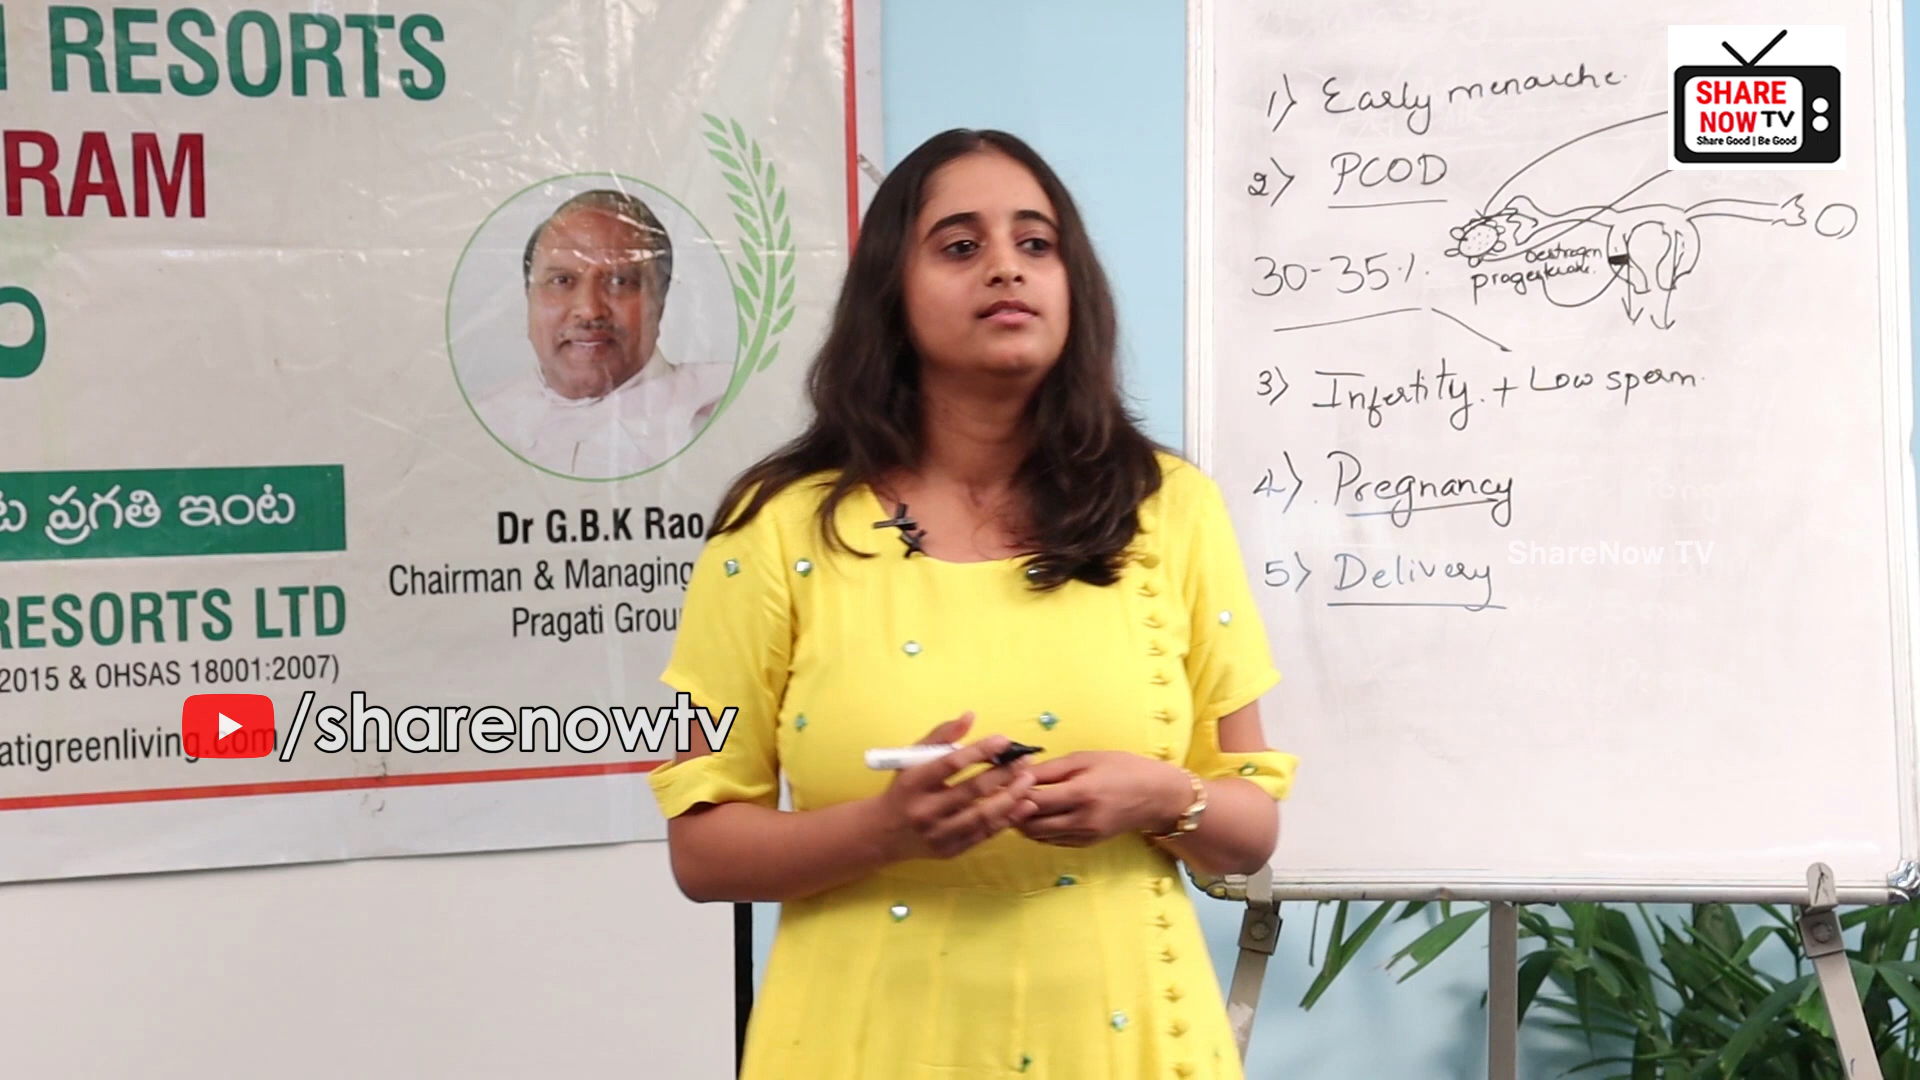 RESORTS
RAM
ప్రగతి ఇంట
RESORTS LTD
2015 & OHSAS 18001:2007)
atigreenliving.com
Dr G.B.K Rao
Chairman & Managing
Pragati Grou
/sharenowtv
1) Early menarche.
2) PCOD
30-35%.
oestrogen
progesterone.
3) Infertity. + Low sperm.
4). Pregnancy
5) Delivery
SHARE
NOW TV
Share Good | Be Good
ShareNow TV